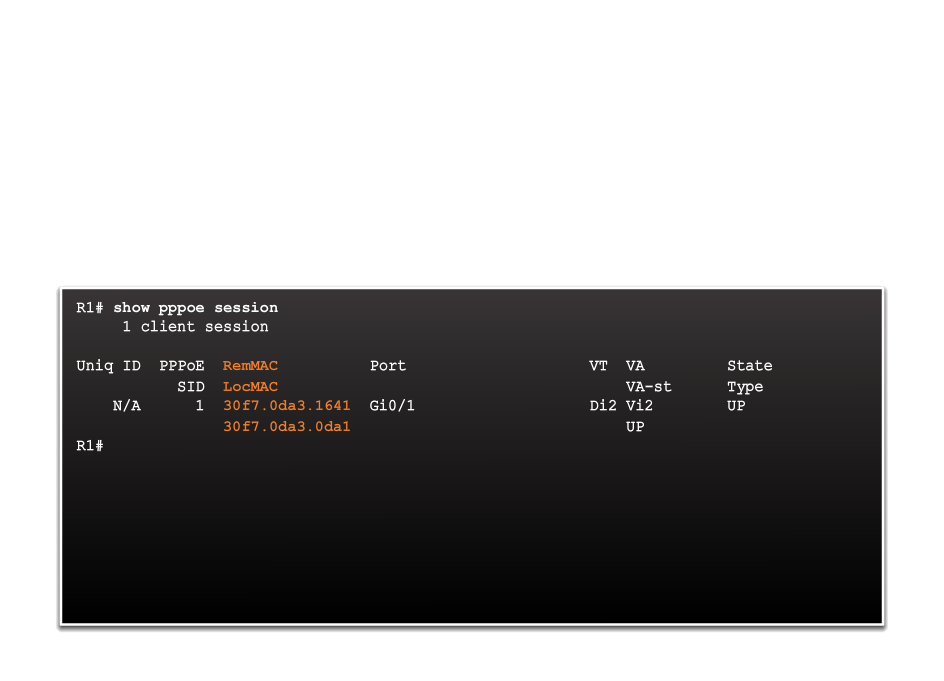 R1# show pppoe session
     1 client session
Uniq ID  PPPoE  RemMAC          Port                    VT  VA         State
           SID  LocMAC                                      VA-st      Type
    N/A      1  30f7.0da3.1641  Gi0/1                   Di2 Vi2        UP
                30f7.0da3.0da1                              UP
R1#